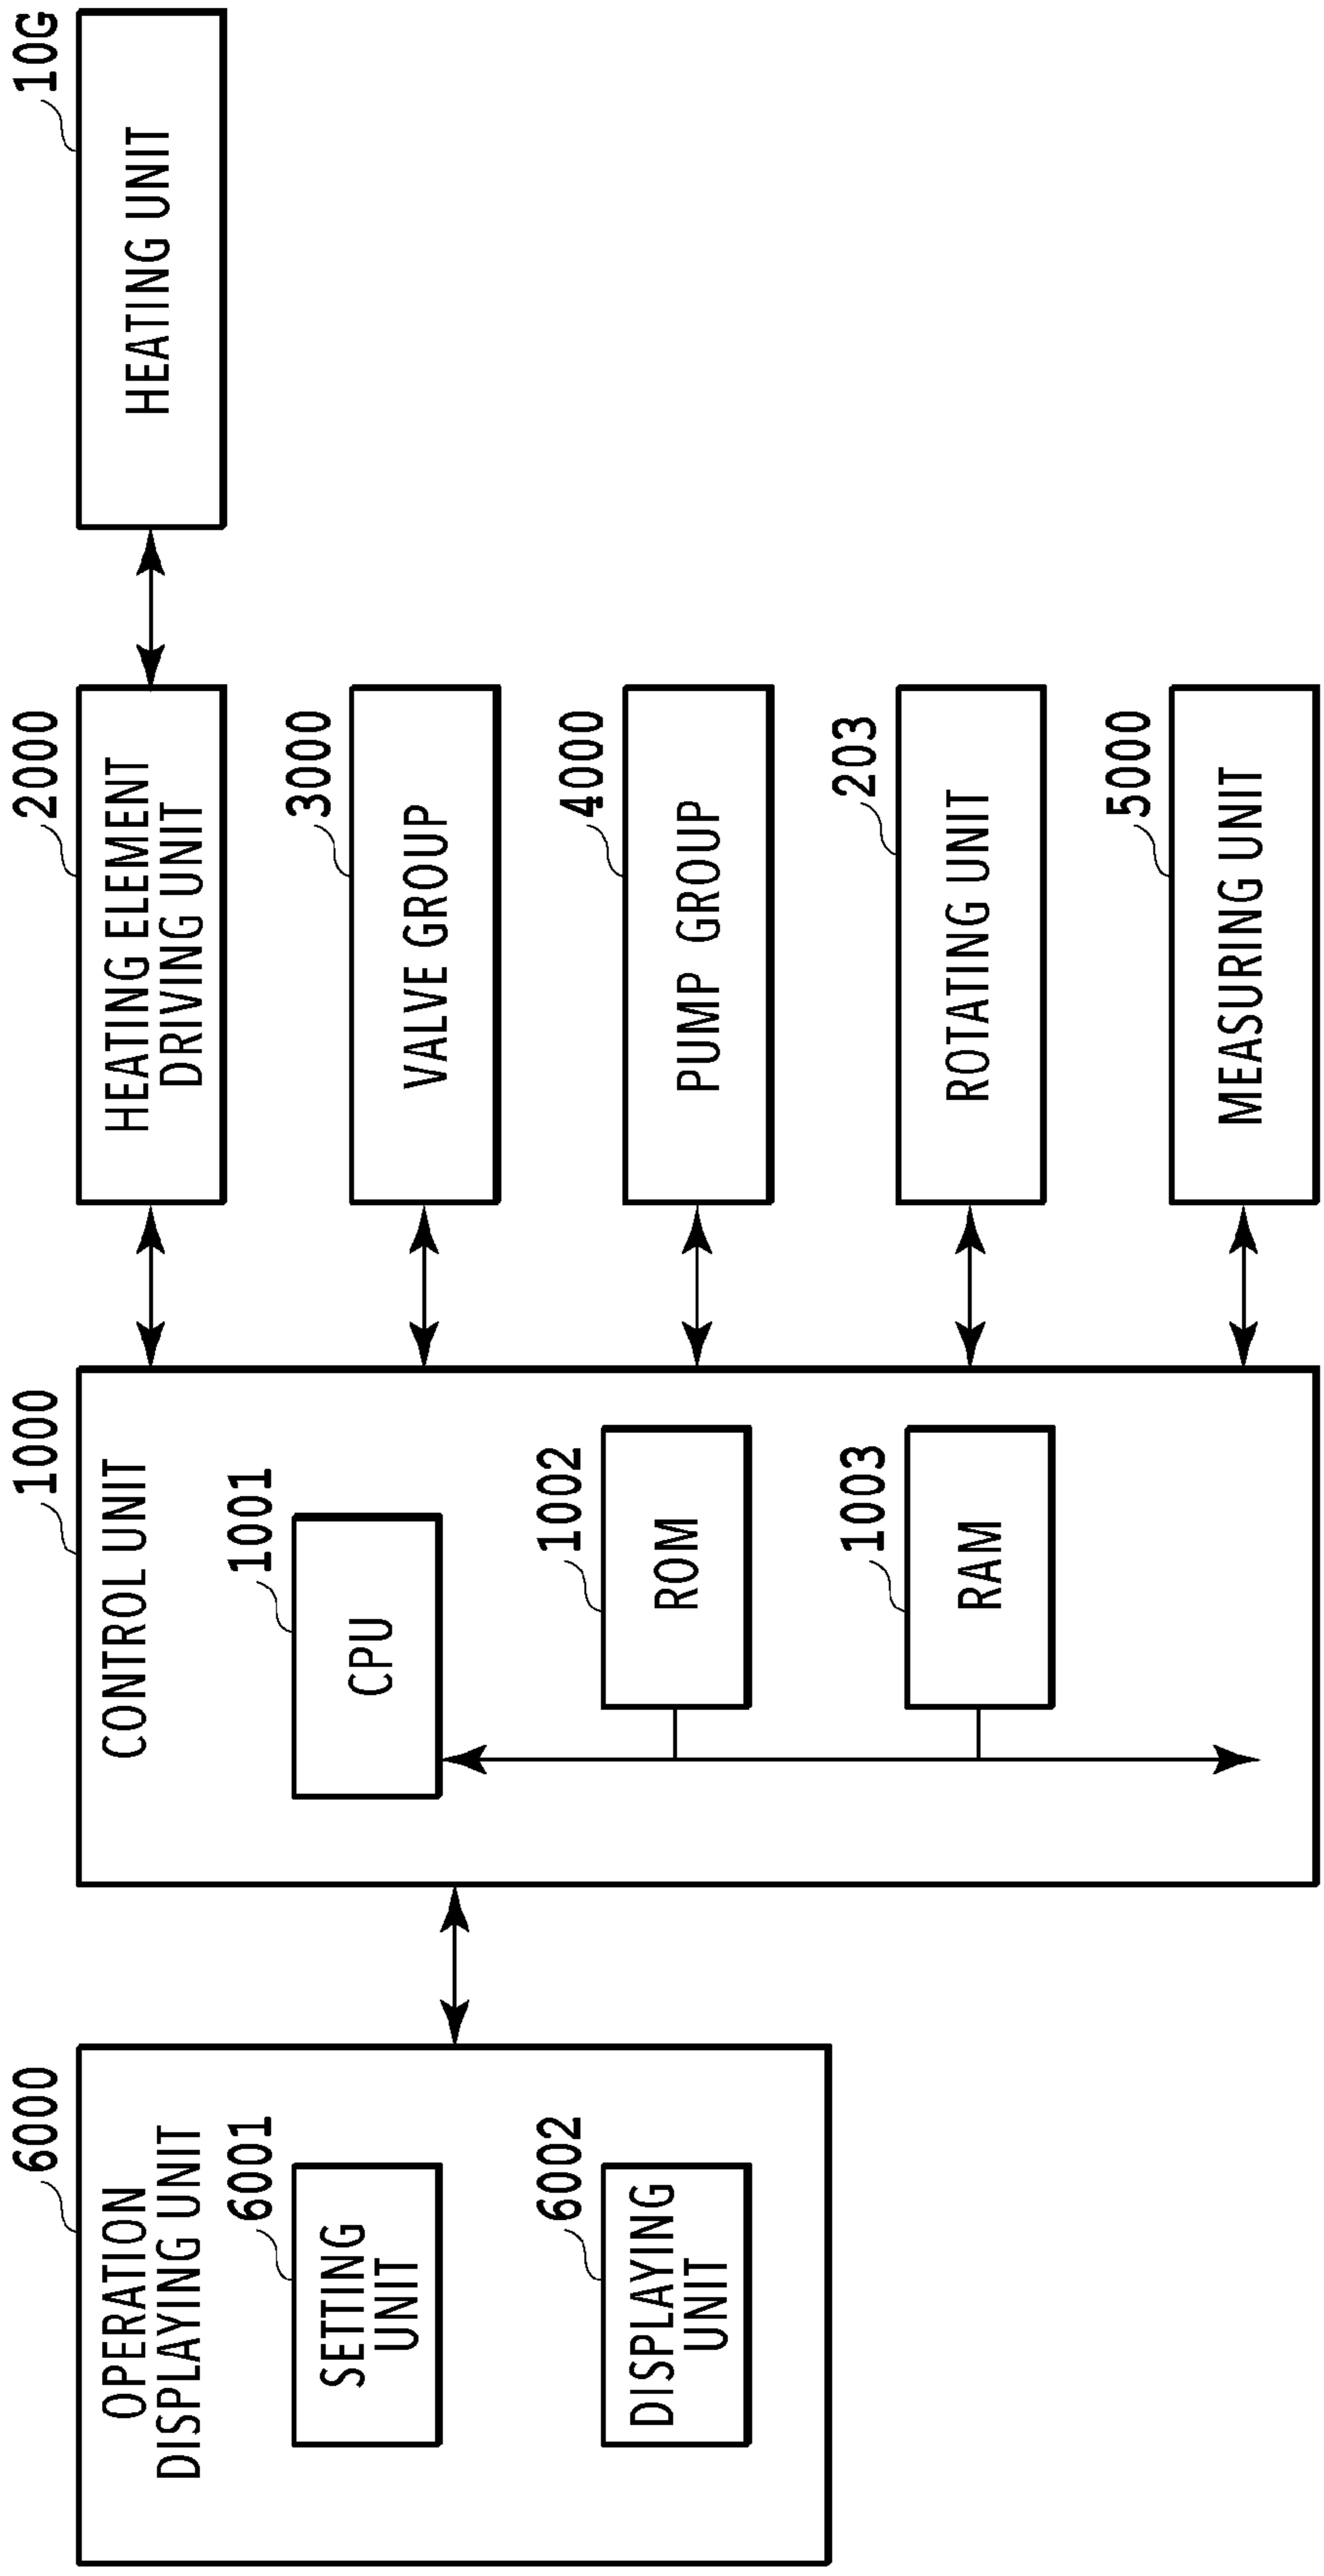 6000
OPERATION
DISPLAYING UNIT
6001
SETTING
UNIT
6002
DISPLAYING
UNIT
1000
CONTROL UNIT
1001
CPU
1002
ROM
1003
RAM
2000
HEATING ELEMENT
DRIVING UNIT
3000
VALVE GROUP
4000
PUMP GROUP
203
ROTATING UNIT
5000
MEASURING UNIT
10G
HEATING UNIT